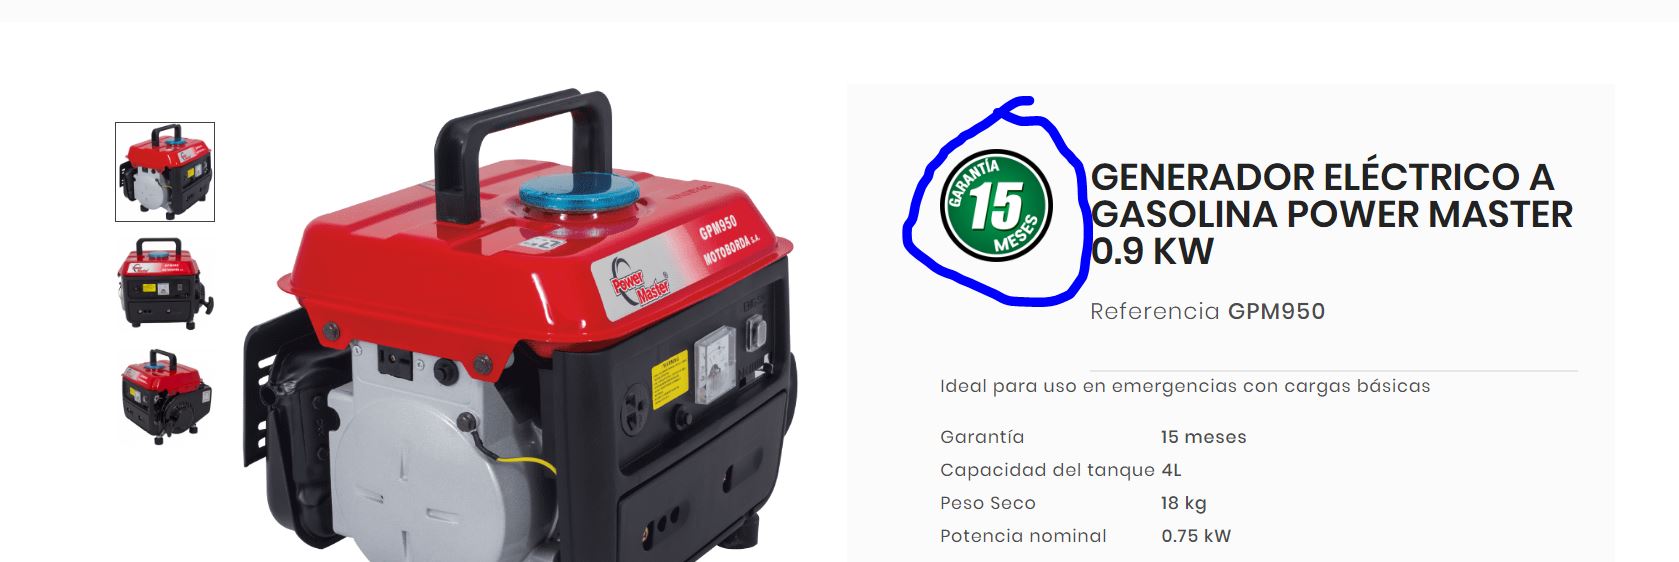 Power
Master
GPM950
MOTOBORDA S.A.
GARANTÍA
15
MESES
GENERADOR ELÉCTRICO A
GASOLINA POWER MASTER
0.9 KW
Referencia GPM950
Ideal para uso en emergencias con cargas básicas
Garantía 15 meses
Capacidad del tanque 4L
Peso Seco 18 kg
Potencia nominal 0.75 kW